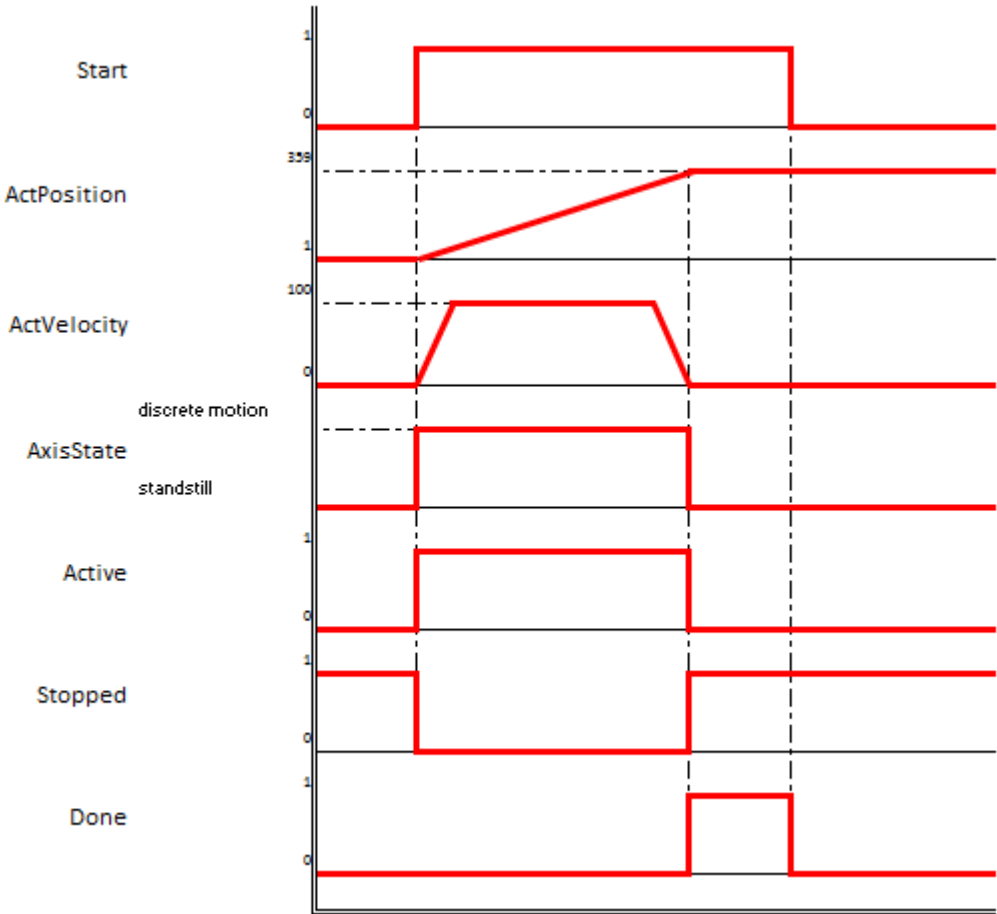 1
Start
0
359
ActPosition
1
100
ActVelocity
0
discrete motion
AxisState
standstill
1
Active
0
1
Stopped
0
1
Done
0